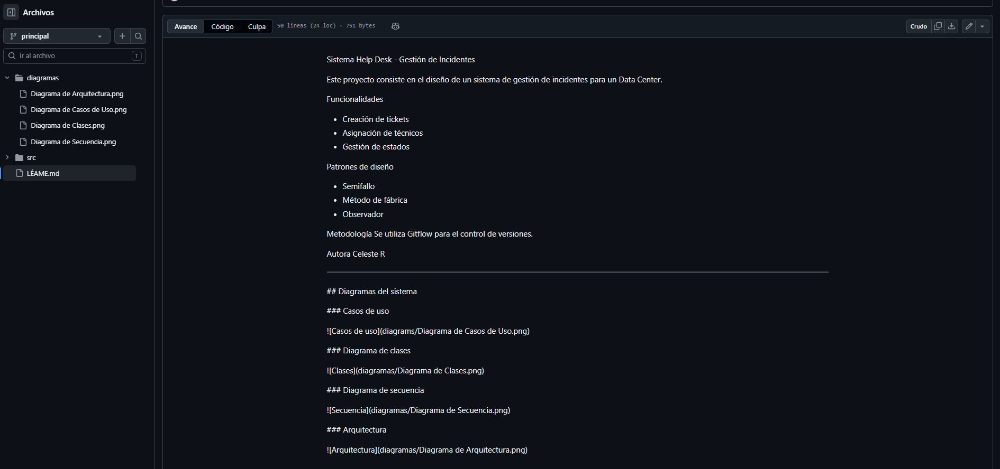 Archivos
principal
Ir al archivo
T
diagramas
Diagrama de Arquitectura.png
Diagrama de Casos de Uso.png
Diagrama de Clases.png
Diagrama de Secuencia.png
src
LÉAME.md
Avance
Código
Culpa
50 líneas (24 loc) · 751 bytes
Crudo
Sistema Help Desk - Gestión de Incidentes
Este proyecto consiste en el diseño de un sistema de gestión de incidentes para un Data Center.
Funcionalidades
• Creación de tickets
• Asignación de técnicos
• Gestión de estados
Patrones de diseño
• Semifallo
• Método de fábrica
• Observador
Metodología Se utiliza Gitflow para el control de versiones.
Autora Celeste R
## Diagramas del sistema
### Casos de uso
![Casos de uso](diagrams/Diagrama de Casos de Uso.png)
### Diagrama de clases
![Clases](diagramas/Diagrama de Clases.png)
### Diagrama de secuencia
![Secuencia](diagramas/Diagrama de Secuencia.png)
### Arquitectura
![Arquitectura](diagramas/Diagrama de Arquitectura.png)